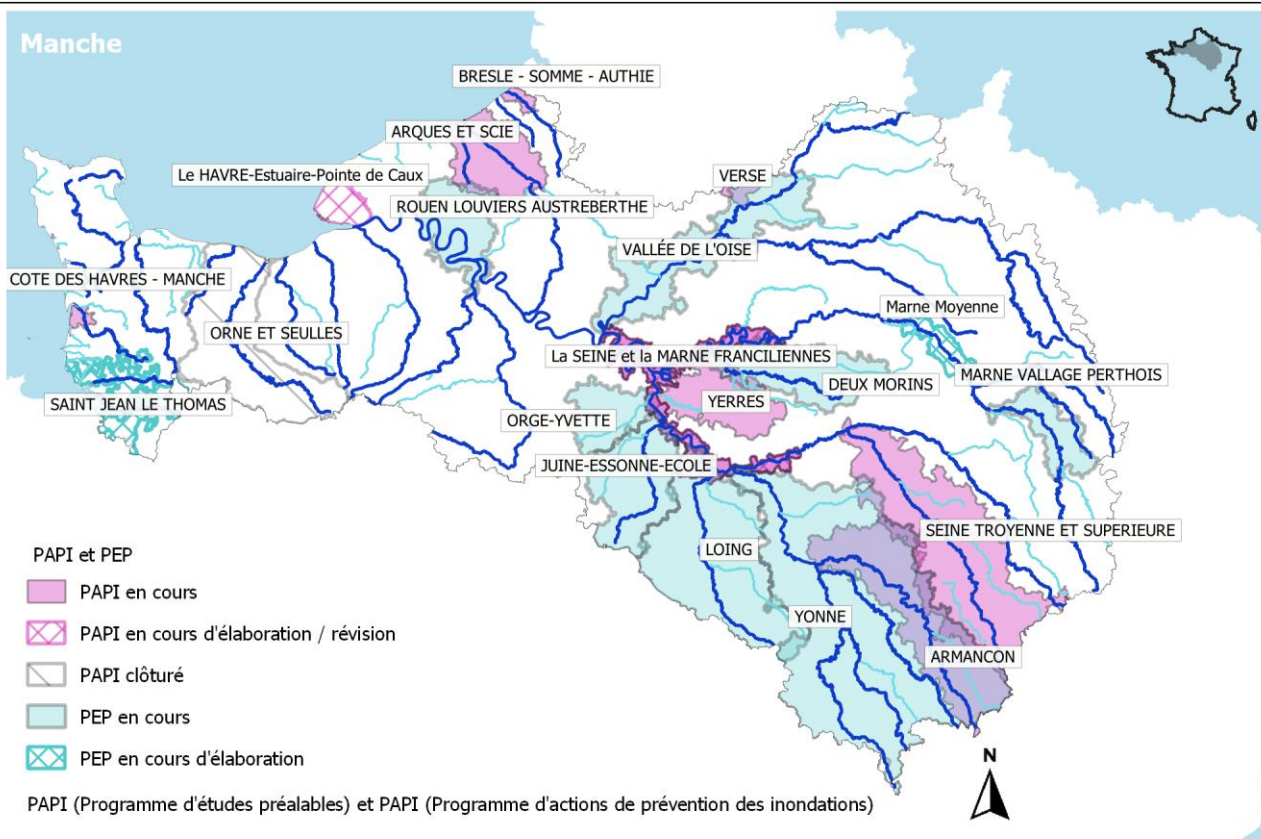 Manche
BRESLE - SOMME - AUTHIE
ARQUES ET SCIE
Le HAVRE-Estuaire-Pointe de Caux
VERSE
ROUEN LOUVIERS AUSTREBERTHE
VALLÉE DE L'OISE
COTE DES HAVRES - MANCHE
Marne Moyenne
ORNE ET SEULLES
La SEINE et la MARNE FRANCILIENNES
MARNE VALLAGE PERTHOIS
DEUX MORINS
SAINT JEAN LE THOMAS
YERRES
ORGE-YVETTE
JUINE-ESSONNE-ECOLE
SEINE TROYENNE ET SUPERIEURE
LOING
YONNE
ARMANCON
PAPI et PEP
PAPI en cours
PAPI en cours d'élaboration / révision
PAPI clôturé
PEP en cours
PEP en cours d'élaboration
N
PAPI (Programme d'études préalables) et PAPI (Programme d'actions de prévention des inondations)